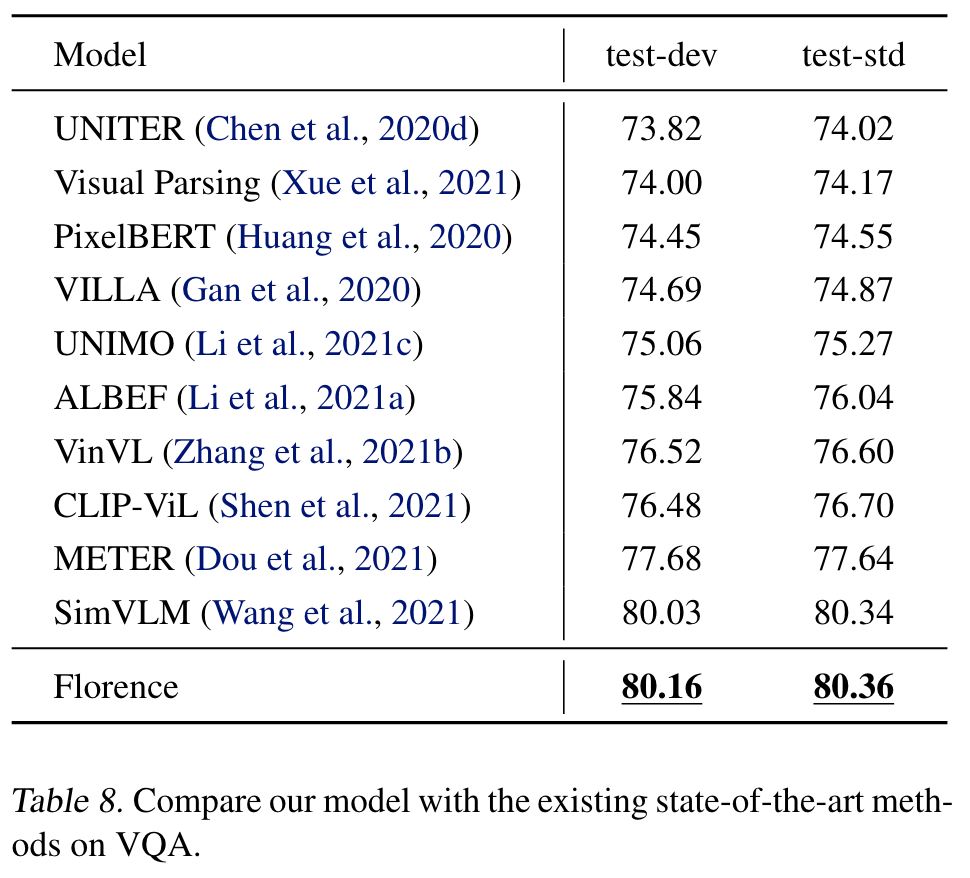 Model test-dev test-std
UNITER (Chen et al., 2020d) 73.82 74.02
Visual Parsing (Xue et al., 2021) 74.00 74.17
PixelBERT (Huang et al., 2020) 74.45 74.55
VILLA (Gan et al., 2020) 74.69 74.87
UNIMO (Li et al., 2021c) 75.06 75.27
ALBEF (Li et al., 2021a) 75.84 76.04
VinVL (Zhang et al., 2021b) 76.52 76.60
CLIP-ViL (Shen et al., 2021) 76.48 76.70
METER (Dou et al., 2021) 77.68 77.64
SimVLM (Wang et al., 2021) 80.03 80.34
Florence 80.16 80.36
Table 8. Compare our model with the existing state-of-the-art meth-
ods on VQA.